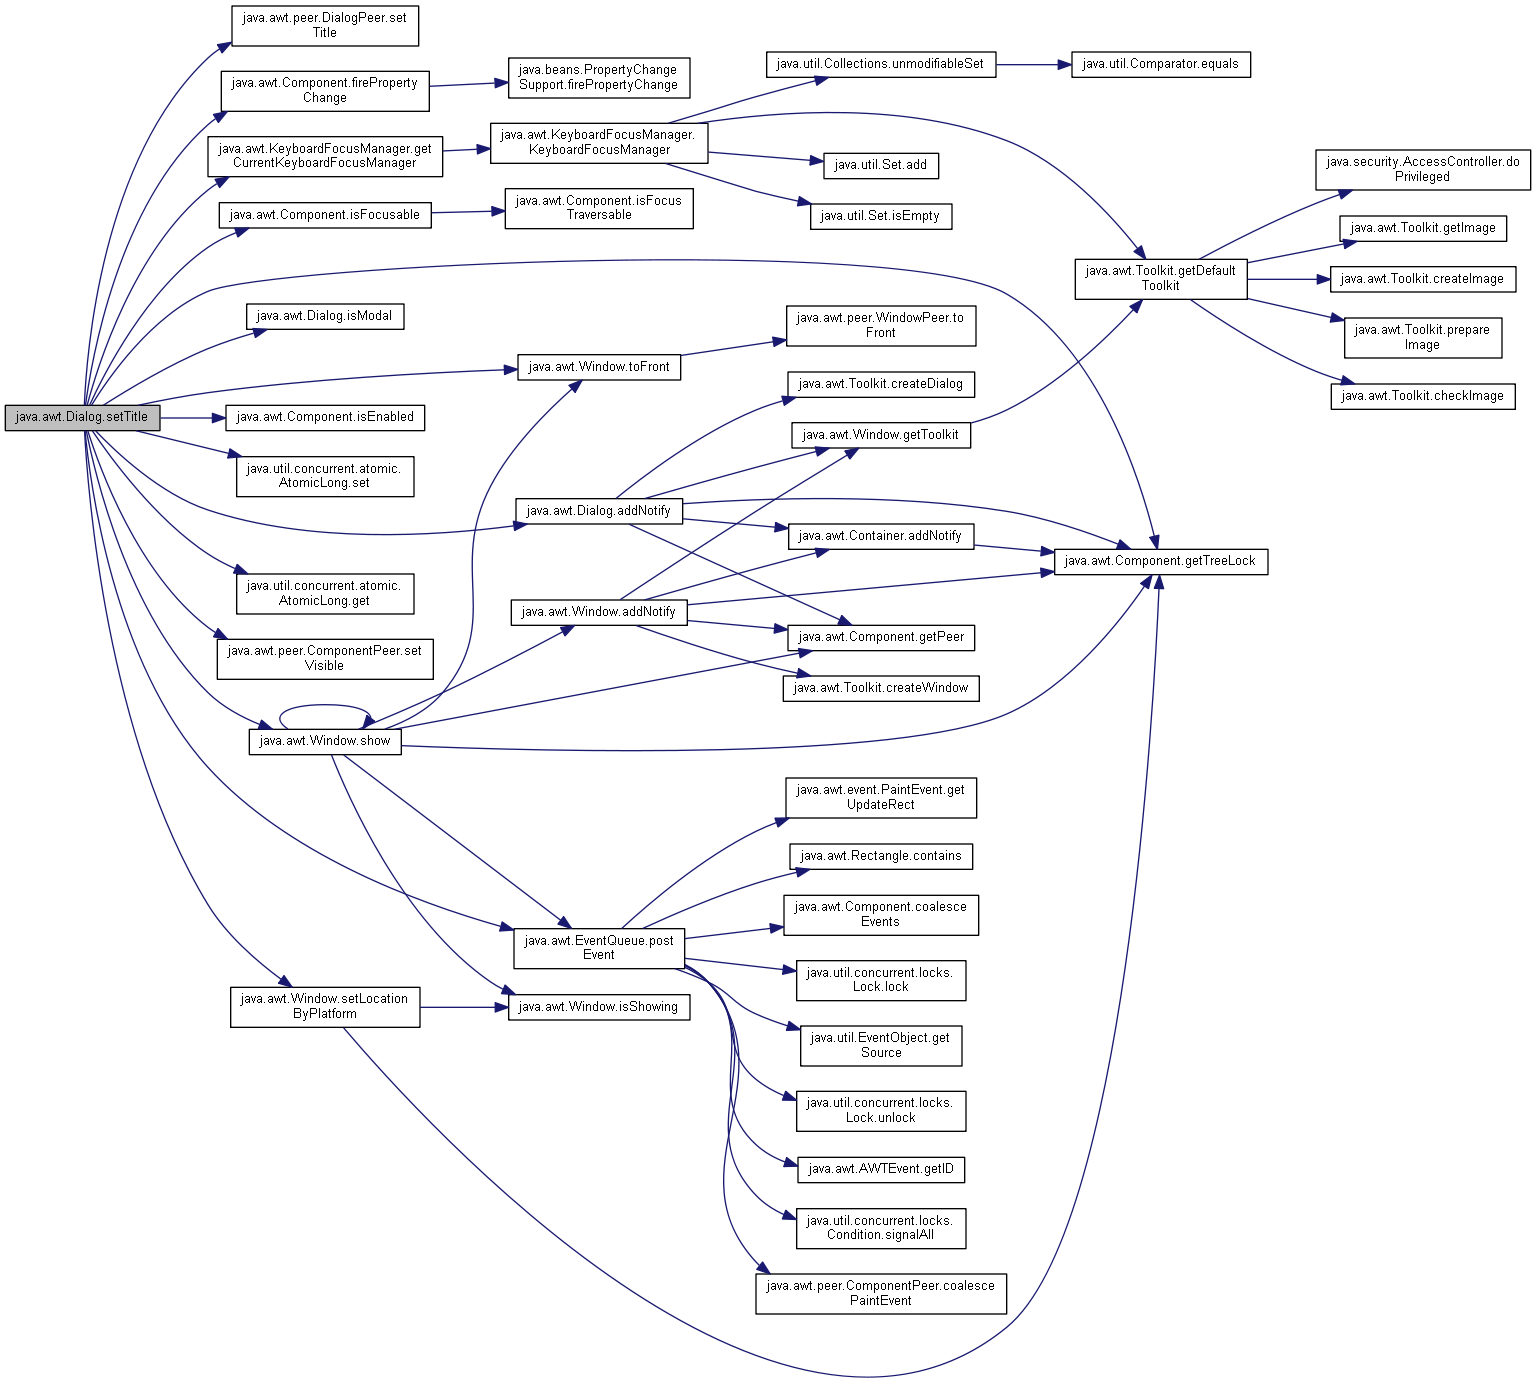 java.awt.Dialog.setTitle
java.awt.peer.DialogPeer.set
Title
java.awt.Component.fireProperty
Change
java.awt.KeyboardFocusManager.get
CurrentKeyboardFocusManager
java.awt.Component.isFocusable
java.awt.Dialog.isModal
java.awt.Component.isEnabled
java.util.concurrent.atomic.
AtomicLong.set
java.util.concurrent.atomic.
AtomicLong.get
java.awt.peer.ComponentPeer.set
Visible
java.awt.Window.show
java.awt.Window.setLocation
ByPlatform
java.beans.PropertyChange
Support.firePropertyChange
java.awt.KeyboardFocusManager.
KeyboardFocusManager
java.awt.Component.isFocus
Traversable
java.awt.Window.toFront
java.awt.Dialog.addNotify
java.awt.Window.addNotify
java.awt.EventQueue.post
Event
java.awt.Window.isShowing
java.util.Collections.unmodifiableSet
java.util.Set.add
java.util.Set.isEmpty
java.awt.peer.WindowPeer.to
Front
java.awt.Toolkit.createDialog
java.awt.Window.getToolkit
java.awt.Container.addNotify
java.awt.Component.getPeer
java.awt.Toolkit.createWindow
java.awt.event.PaintEvent.get
UpdateRect
java.awt.Rectangle.contains
java.awt.Component.coalesce
Events
java.util.concurrent.locks.
Lock.lock
java.util.EventObject.get
Source
java.util.concurrent.locks.
Lock.unlock
java.awt.AWTEvent.getID
java.util.concurrent.locks.
Condition.signalAll
java.awt.peer.ComponentPeer.coalesce
PaintEvent
java.util.Comparator.equals
java.awt.Toolkit.getDefault
Toolkit
java.awt.Component.getTreeLock
java.security.AccessController.do
Privileged
java.awt.Toolkit.getImage
java.awt.Toolkit.createImage
java.awt.Toolkit.prepare
Image
java.awt.Toolkit.checkImage